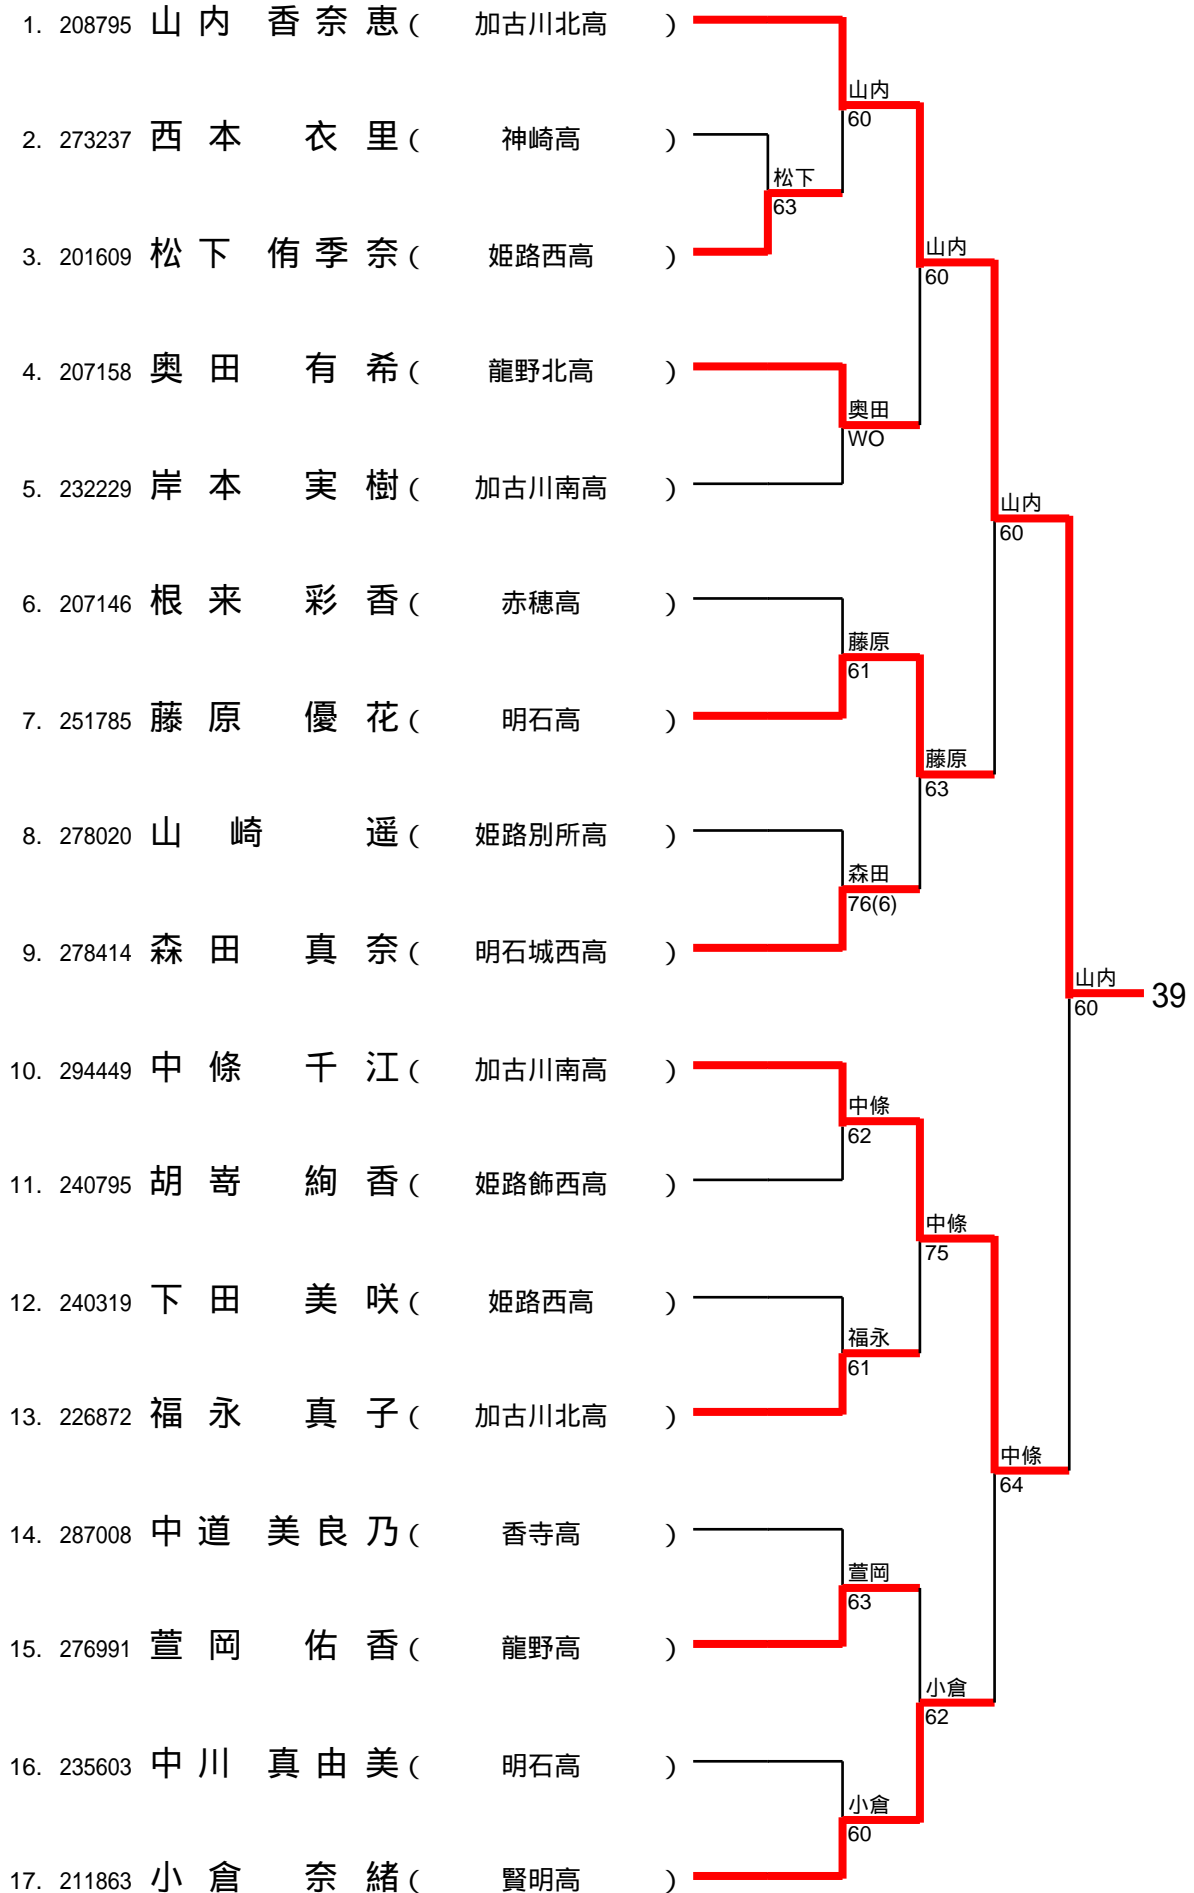 1. 208795 山内 香奈恵 ( 加古川北高 )
山内
60
2. 273237 西本 衣里 ( 神崎高 )
松下
63
3. 201609 松下 侑季奈 ( 姫路西高 )
山内
60
4. 207158 奥田 有希 ( 龍野北高 )
奥田
WO
5. 232229 岸本 実樹 ( 加古川南高 )
山内
60
6. 207146 根来 彩香 ( 赤穂高 )
藤原
61
7. 251785 藤原 優花 ( 明石高 )
藤原
63
8. 278020 山崎 遥 ( 姫路別所高 )
森田
76(6)
9. 278414 森田 真奈 ( 明石城西高 )
山内
60
39
10. 294449 中條 千江 ( 加古川南高 )
中條
62
11. 240795 胡嵜 絢香 ( 姫路飾西高 )
中條
75
12. 240319 下田 美咲 ( 姫路西高 )
福永
61
13. 226872 福永 真子 ( 加古川北高 )
中條
64
14. 287008 中道 美良乃 ( 香寺高 )
萱岡
63
15. 276991 萱岡 佑香 ( 龍野高 )
小倉
62
16. 235603 中川 真由美 ( 明石高 )
小倉
60
17. 211863 小倉 奈緒 ( 賢明高 )